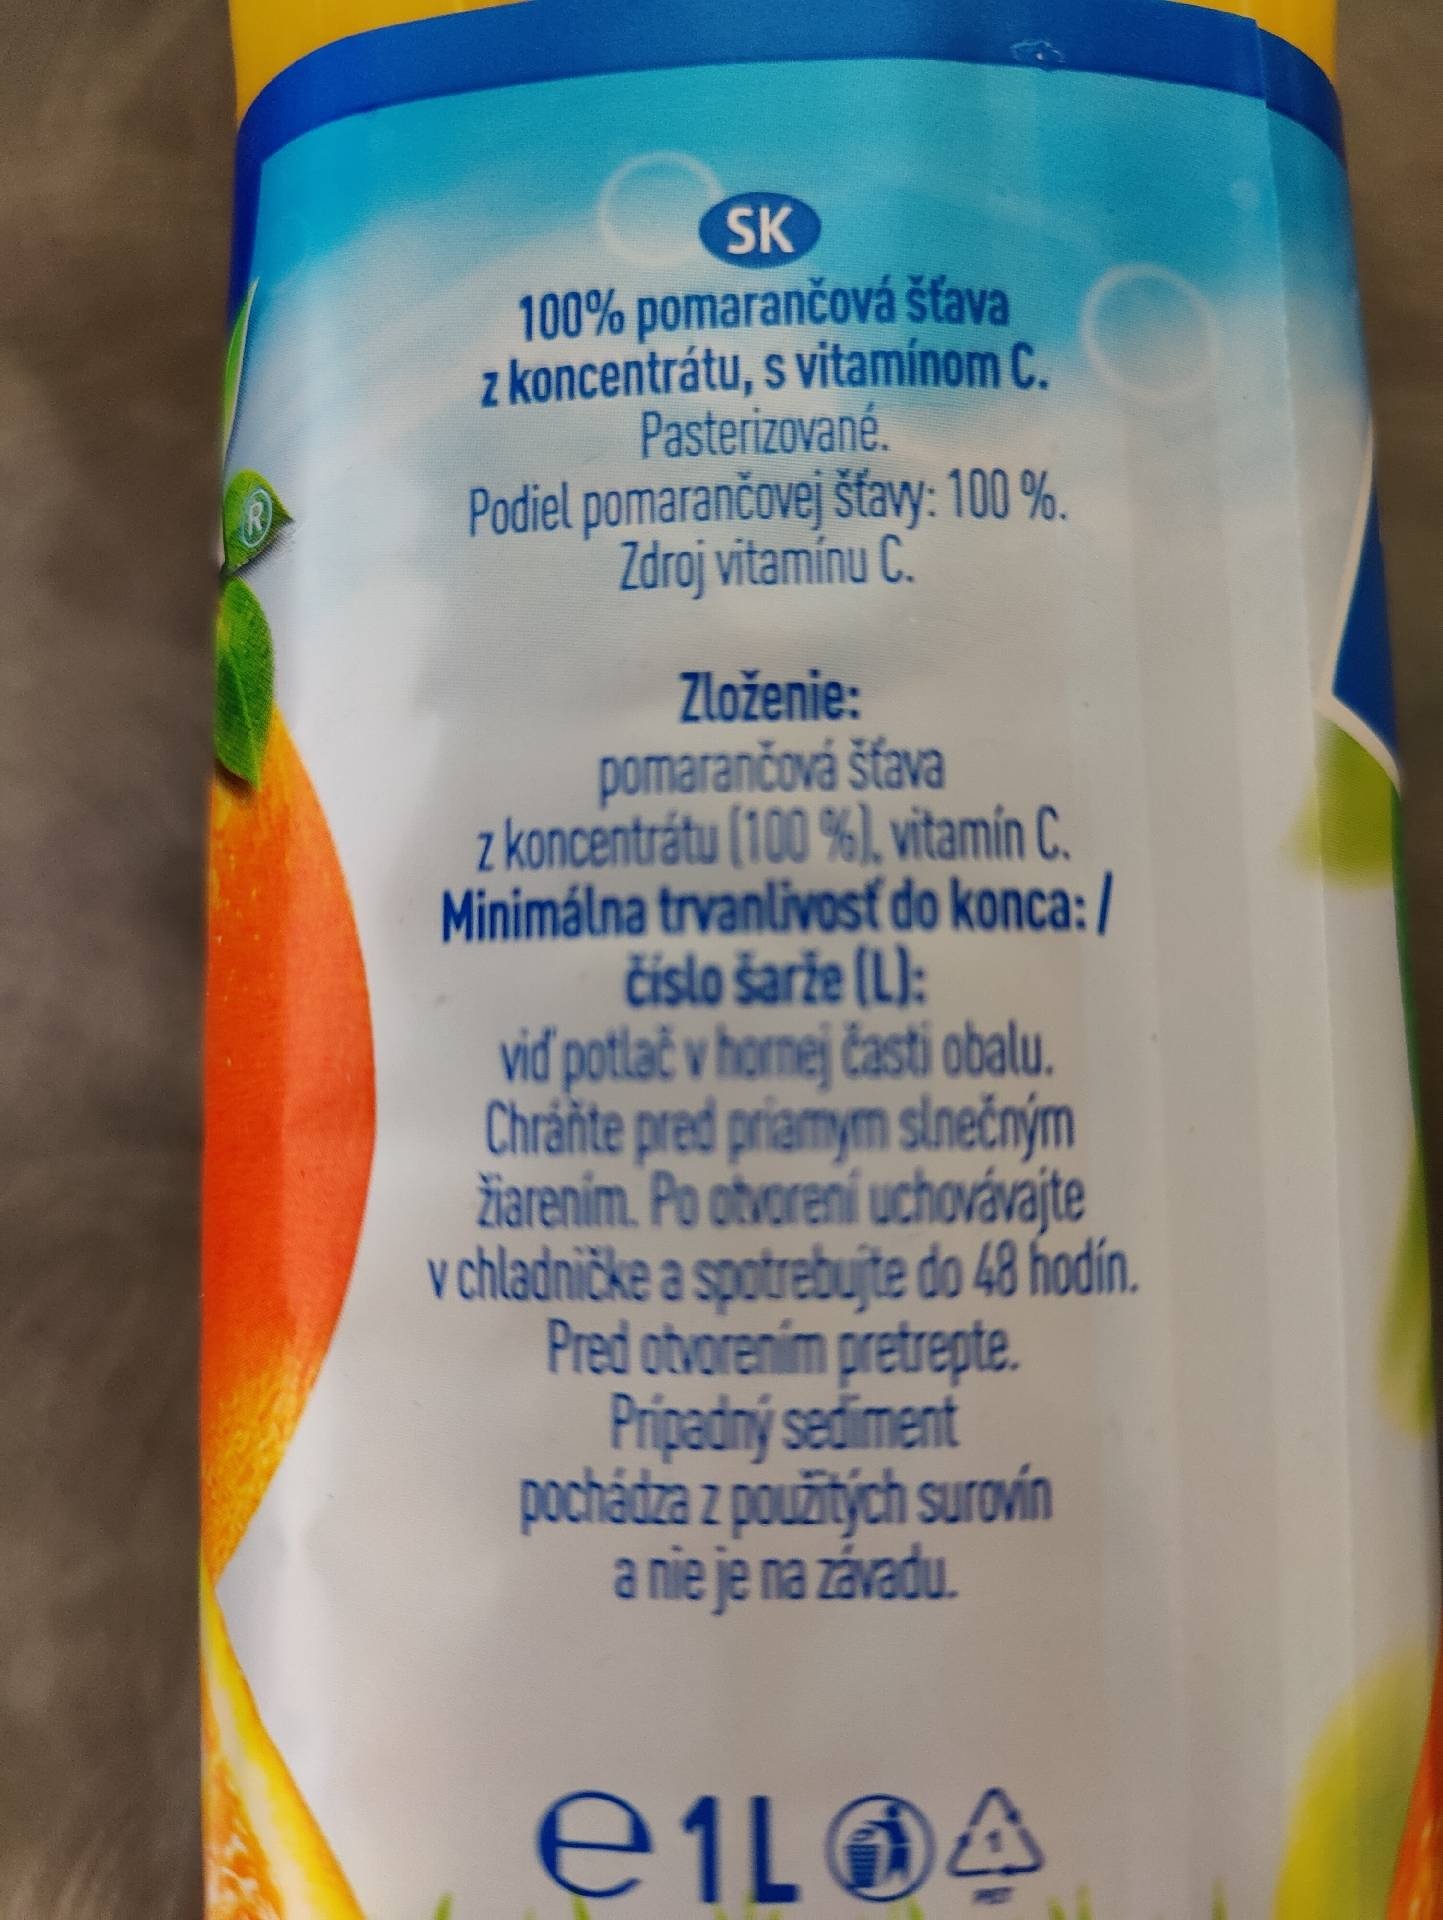 SK
100% pomarančová šťava
z koncentrátu, s vitamínom C.
Pasterizované.
Podiel pomarančovej šťavy: 100 %.
Zdroj vitamínu C.
®
Zloženie:
pomarančová šťava
z koncentrátu (100 %), vitamín C.
Minimálna trvanlivosť do konca: /
číslo šarže (L):
viď potlač v hornej časti obalu.
Chráňte pred priamym slnečným
žiarením. Po otvorení uchovávajte
v chladničke a spotrebujte do 48 hodín.
Pred otvorením pretrepte.
Prípadný sediment
pochádza z použitých surovín
a nie je na závadu.
e 1L
1
PET